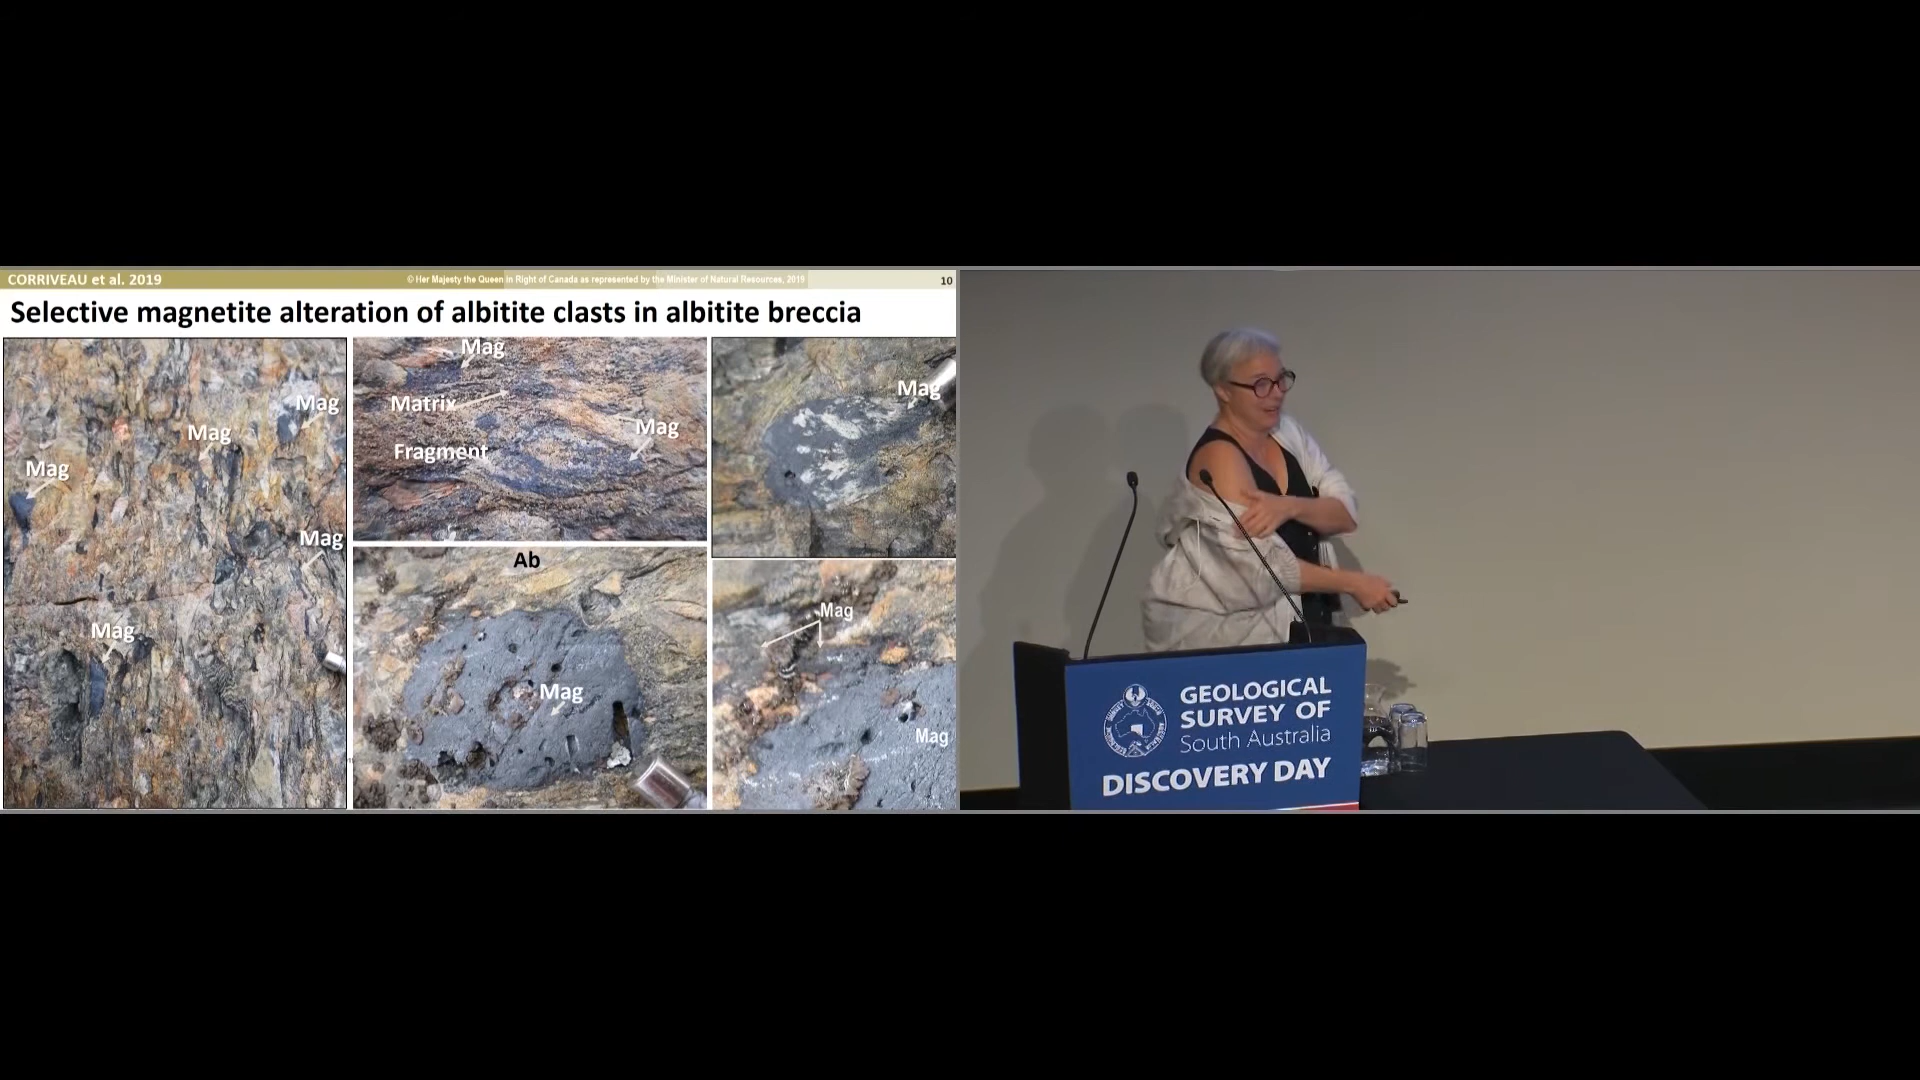 CORRIVEAU et al. 2019
© Her Majesty the Queen in Right of Canada as represented by the Minister of Natural Resources, 2019
10
Selective magnetite alteration of albitite clasts in albitite breccia
Mag
Mag
Mag
Mag
Mag
Mag
Matrix
Mag
Fragment
Ab
Mag
Mag
Mag
Mag
GEOLOGICAL
SURVEY OF
South Australia
DISCOVERY DAY